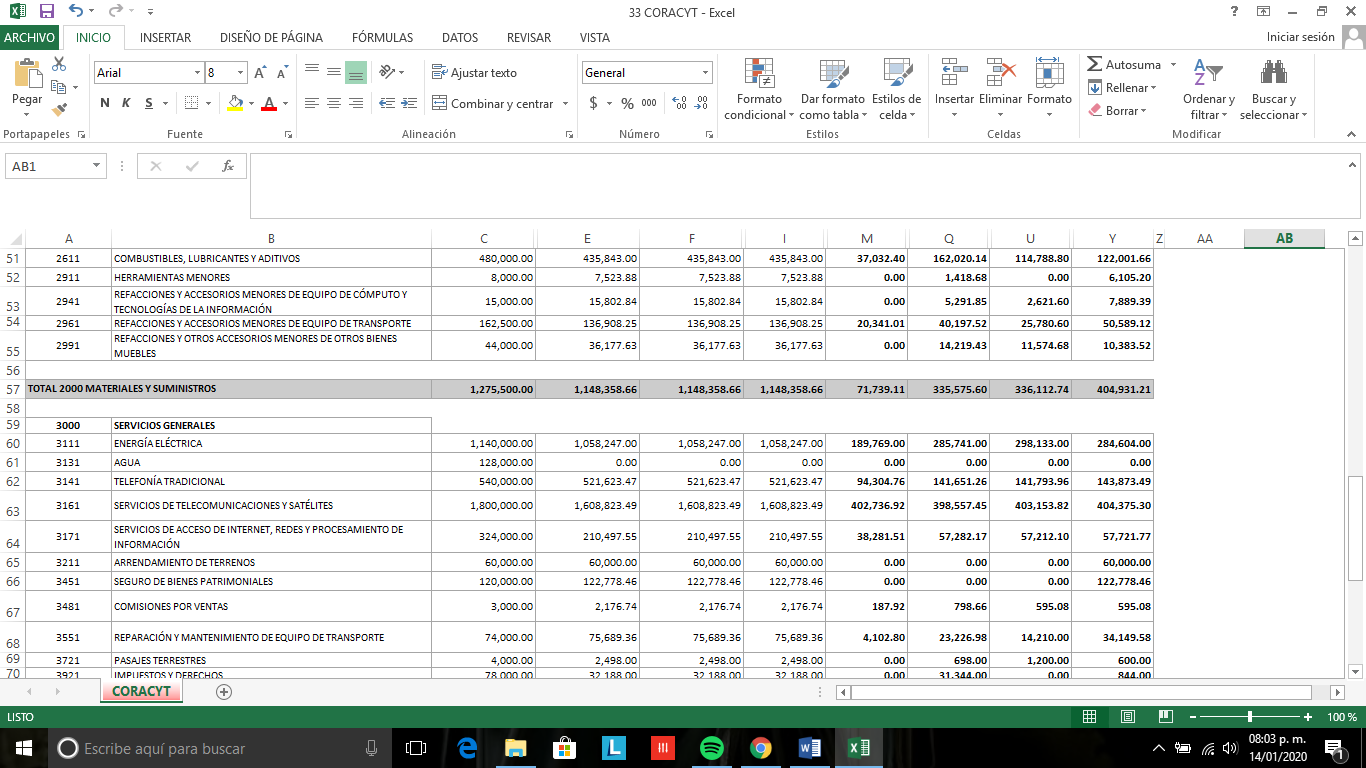 33 CORACYT - Excel
ARCHIVO INICIO INSERTAR DISEÑO DE PÁGINA FÓRMULAS DATOS REVISAR VISTA Iniciar sesión
Arial 8 Ajustar texto General Autosuma
Pegar Formato Dar formato Estilos de Insertar Eliminar Formato Rellenar Ordenar y Buscar y
N K S Combinar y centrar $ % 000 condicional como tabla celda Borrar filtrar seleccionar
Portapapeles Fuente Alineación Número Estilos Celdas Modificar
AB1 fx
A B C E F I M Q U Y Z AA AB
51 2611 COMBUSTIBLES, LUBRICANTES Y ADITIVOS 480,000.00 435,843.00 435,843.00 435,843.00 37,032.40 162,020.14 114,788.80 122,001.66
52 2911 HERRAMIENTAS MENORES 8,000.00 7,523.88 7,523.88 7,523.88 0.00 1,418.68 0.00 6,105.20
53 2941 REFACCIONES Y ACCESORIOS MENORES DE EQUIPO DE CÓMPUTO Y
TECNOLOGÍAS DE LA INFORMACIÓN 15,000.00 15,802.84 15,802.84 15,802.84 0.00 5,291.85 2,621.60 7,889.39
54 2961 REFACCIONES Y ACCESORIOS MENORES DE EQUIPO DE TRANSPORTE 162,500.00 136,908.25 136,908.25 136,908.25 20,341.01 40,197.52 25,780.60 50,589.12
55 2991 REFACCIONES Y OTROS ACCESORIOS MENORES DE OTROS BIENES
MUEBLES 44,000.00 36,177.63 36,177.63 36,177.63 0.00 14,219.43 11,574.68 10,383.52
56
57 TOTAL 2000 MATERIALES Y SUMINISTROS 1,275,500.00 1,148,358.66 1,148,358.66 1,148,358.66 71,739.11 335,575.60 336,112.74 404,931.21
58
59 3000 SERVICIOS GENERALES
60 3111 ENERGÍA ELÉCTRICA 1,140,000.00 1,058,247.00 1,058,247.00 1,058,247.00 189,769.00 285,741.00 298,133.00 284,604.00
61 3131 AGUA 128,000.00 0.00 0.00 0.00 0.00 0.00 0.00 0.00
62 3141 TELEFONÍA TRADICIONAL 540,000.00 521,623.47 521,623.47 521,623.47 94,304.76 141,651.26 141,793.96 143,873.49
63 3161 SERVICIOS DE TELECOMUNICACIONES Y SATÉLITES 1,800,000.00 1,608,823.49 1,608,823.49 1,608,823.49 402,736.92 398,557.45 403,153.82 404,375.30
64 3171 SERVICIOS DE ACCESO DE INTERNET, REDES Y PROCESAMIENTO DE
INFORMACIÓN 324,000.00 210,497.55 210,497.55 210,497.55 38,281.51 57,282.17 57,212.10 57,721.77
65 3211 ARRENDAMIENTO DE TERRENOS 60,000.00 60,000.00 60,000.00 60,000.00 0.00 0.00 0.00 60,000.00
66 3451 SEGURO DE BIENES PATRIMONIALES 120,000.00 122,778.46 122,778.46 122,778.46 0.00 0.00 0.00 122,778.46
67 3481 COMISIONES POR VENTAS 3,000.00 2,176.74 2,176.74 2,176.74 187.92 798.66 595.08 595.08
68 3551 REPARACIÓN Y MANTENIMIENTO DE EQUIPO DE TRANSPORTE 74,000.00 75,689.36 75,689.36 75,689.36 4,102.80 23,226.98 14,210.00 34,149.58
69 3721 PASAJES TERRESTRES 4,000.00 2,498.00 2,498.00 2,498.00 0.00 698.00 1,200.00 600.00
70 3921 IMPUESTOS Y DERECHOS 78,000.00 32,188.00 32,188.00 32,188.00 0.00 31,344.00 0.00 844.00
CORACYT
LISTO 100 %
Escribe aquí para buscar 08:03 p. m.
14/01/2020
1